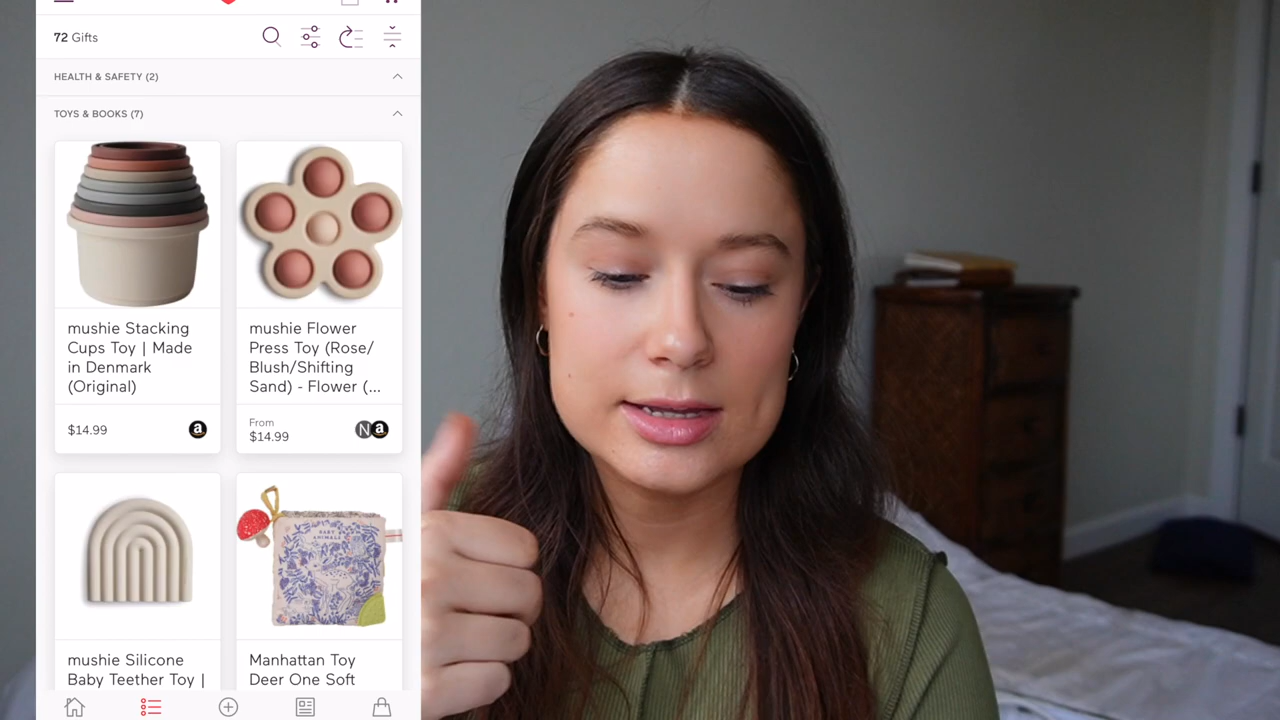 72 Gifts
HEALTH & SAFETY (2)
TOYS & BOOKS (7)
mushie Stacking
Cups Toy | Made
in Denmark
(Original)
$14.99
a
mushie Flower
Press Toy (Rose/
Blush/Shifting
Sand) - Flower (...
From
$14.99
N a
BABY
ANIMALS
mushie Silicone
Baby Teether Toy |
Manhattan Toy
Deer One Soft